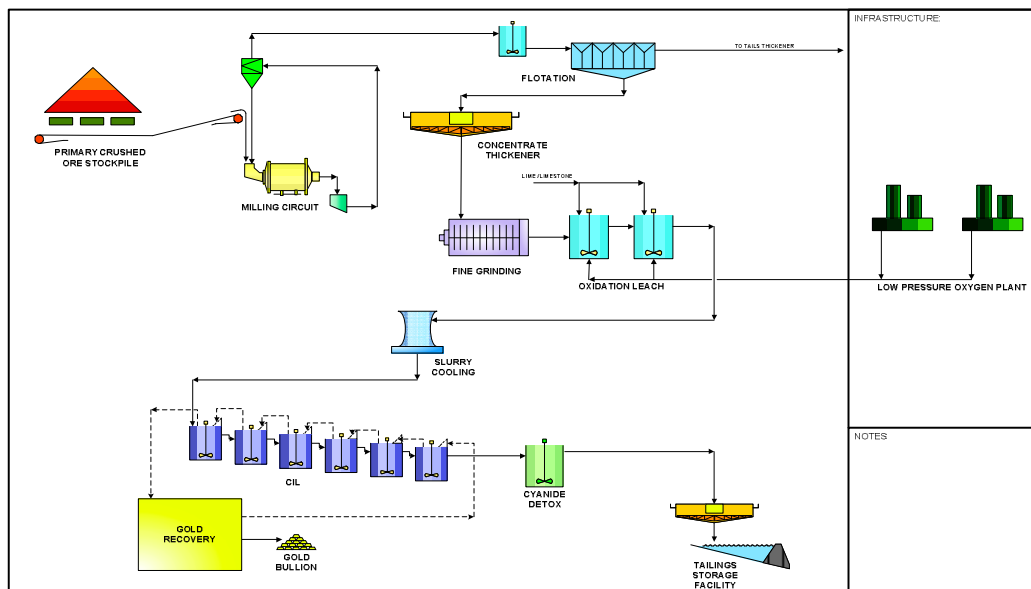 INFRASTRUCTURE:
TO TAILS THICKENER
FLOTATION
PRIMARY CRUSHED
ORE STOCKPILE
CONCENTRATE
THICKENER
MILLING CIRCUIT
LIME /LIMESTONE
FINE GRINDING
OXIDATION LEACH
LOW PRESSURE OXYGEN PLANT
SLURRY
COOLING
CIL
CYANIDE
DETOX
NOTES
GOLD
RECOVERY
GOLD
BULLION
TAILINGS
STORAGE
FACILITY